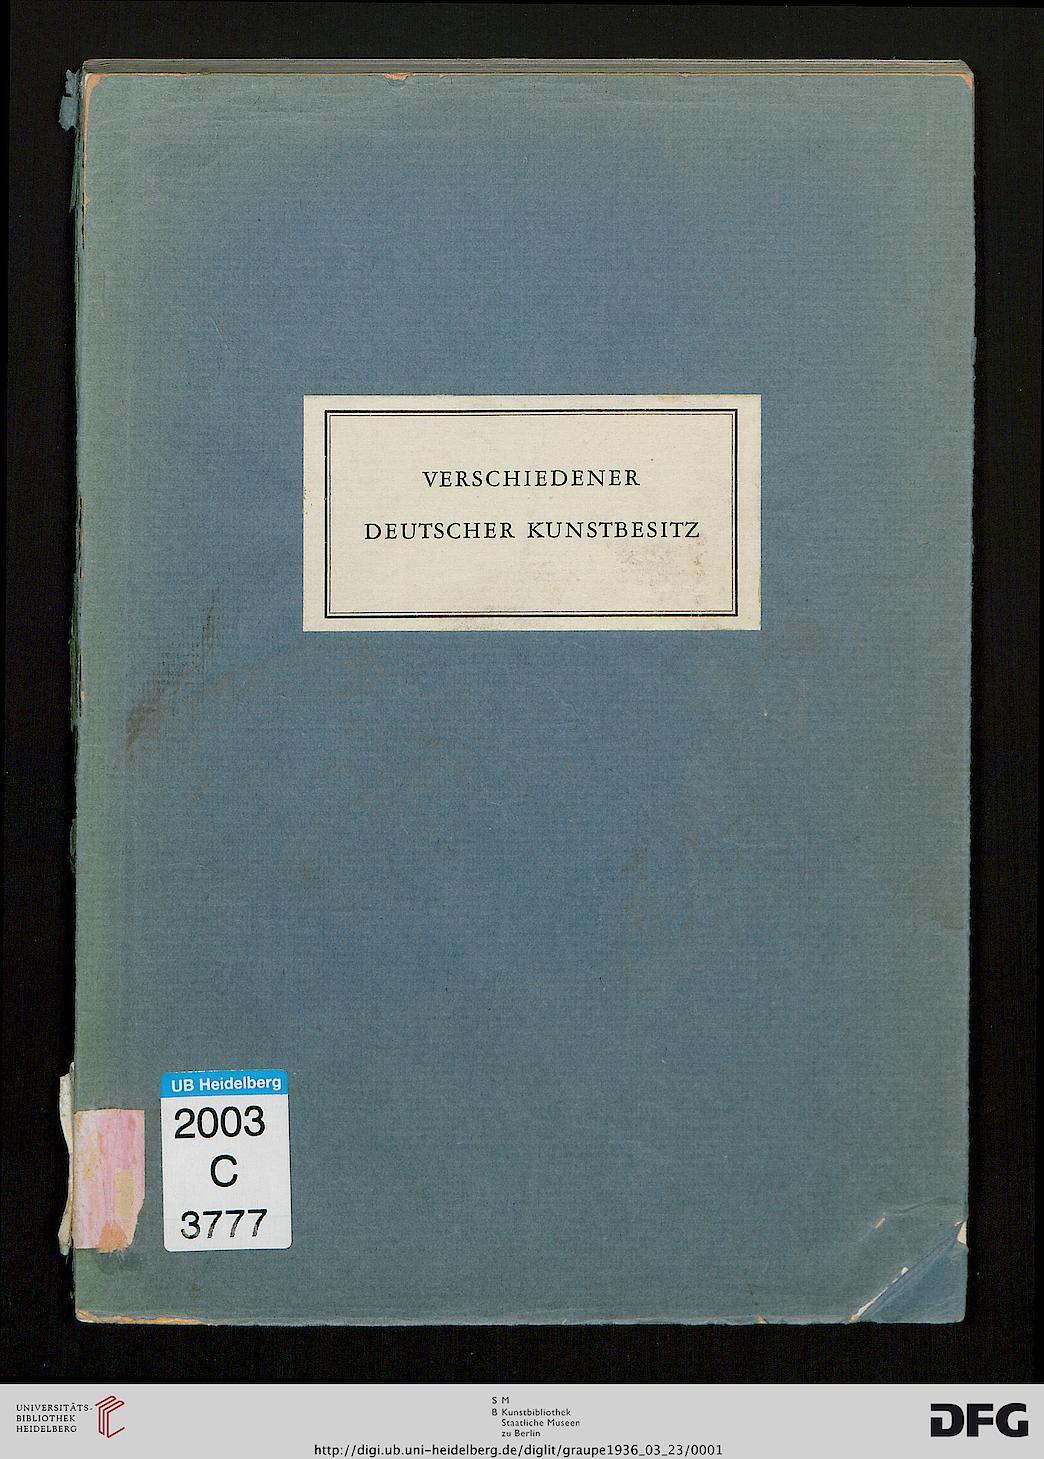 VERSCHIEDENER
DEUTSCHER KUNSTBESITZ
UB Heidelberg
2003
C
3777
UNIVERSITÄTS-
BIBLIOTHEK
HEIDELBERG
S M
B Kunstbibliothek
Staatliche Museen
zu Berlin
DFG
http://digi.ub.uni-heidelberg.de/diglit/graupe1936_03_23/0001